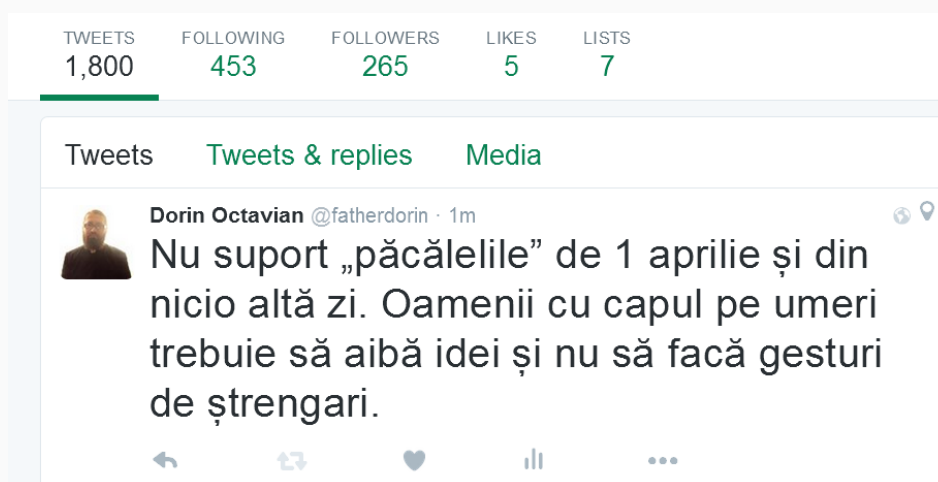 TWEETS FOLLOWING FOLLOWERS LIKES LISTS
1,800 453 265 5 7
Tweets Tweets & replies Media
Dorin Octavian @fatherdorin · 1m
Nu suport „păcălelile” de 1 aprilie și din
nicio altă zi. Oamenii cu capul pe umeri
trebuie să aibă idei și nu să facă gesturi
de ștrengari.